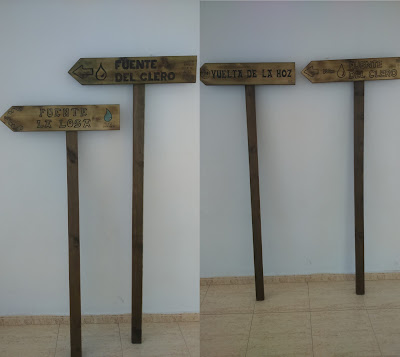 FUENTE
DEL CLERO
FUENTE
LA LOSA
VUELTA DE LA HOZ
FUENTE
DEL CLERO